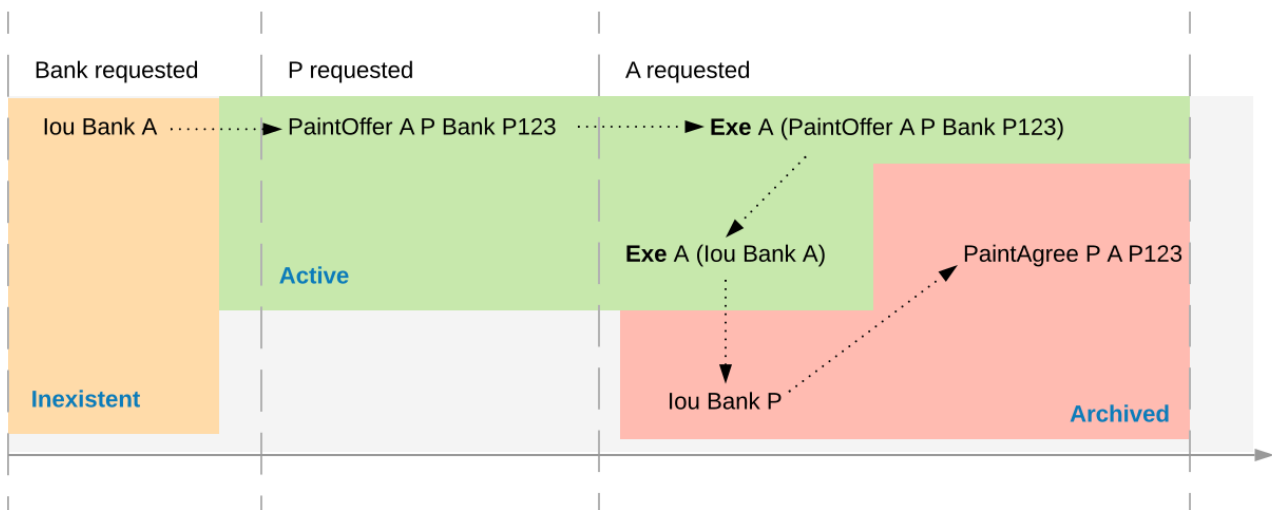 Bank requested
P requested
A requested
Iou Bank A
PaintOffer A P Bank P123
Exe A (PaintOffer A P Bank P123)
Exe A (Iou Bank A)
PaintAgree P A P123
Active
Inexistent
Iou Bank P
Archived